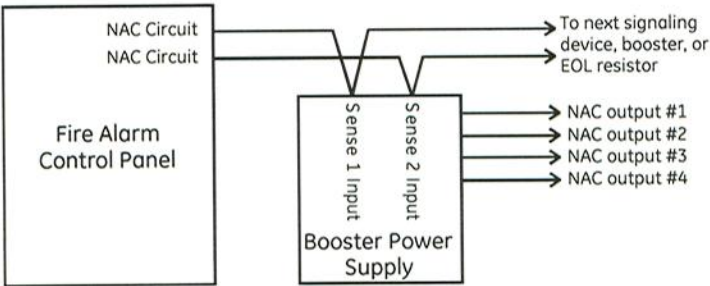 NAC Circuit
NAC Circuit
Fire Alarm
Control Panel
To next signaling
device, booster, or
EOL resistor
Sense 1 Input
Sense 2 Input
NAC output #1
NAC output #2
NAC output #3
NAC output #4
Booster Power
Supply